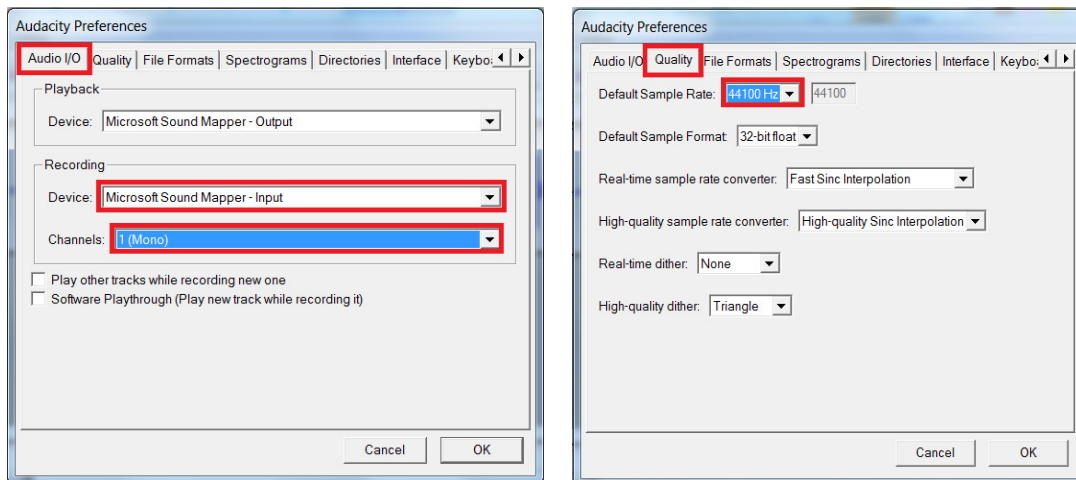 Audacity Preferences
Audio I/O Quality File Formats Spectrograms Directories Interface
Playback
Device: Microsoft Sound Mapper - Output
Recording
Device: Microsoft Sound Mapper - Input
Channels: 1 (Mono)
Play other tracks while recording new one
Software Playthrough (Play new track while recording it)
Cancel OK
Audacity Preferences
Audio I/O Quality File Formats Spectrograms Directories Interface
Default Sample Rate: 44100 Hz 44100
Default Sample Format: 32-bit float
Real-time sample rate converter: Fast Sinc Interpolation
High-quality sample rate converter: High-quality Sinc Interpolation
Real-time dither: None
High-quality dither: Triangle
Cancel OK